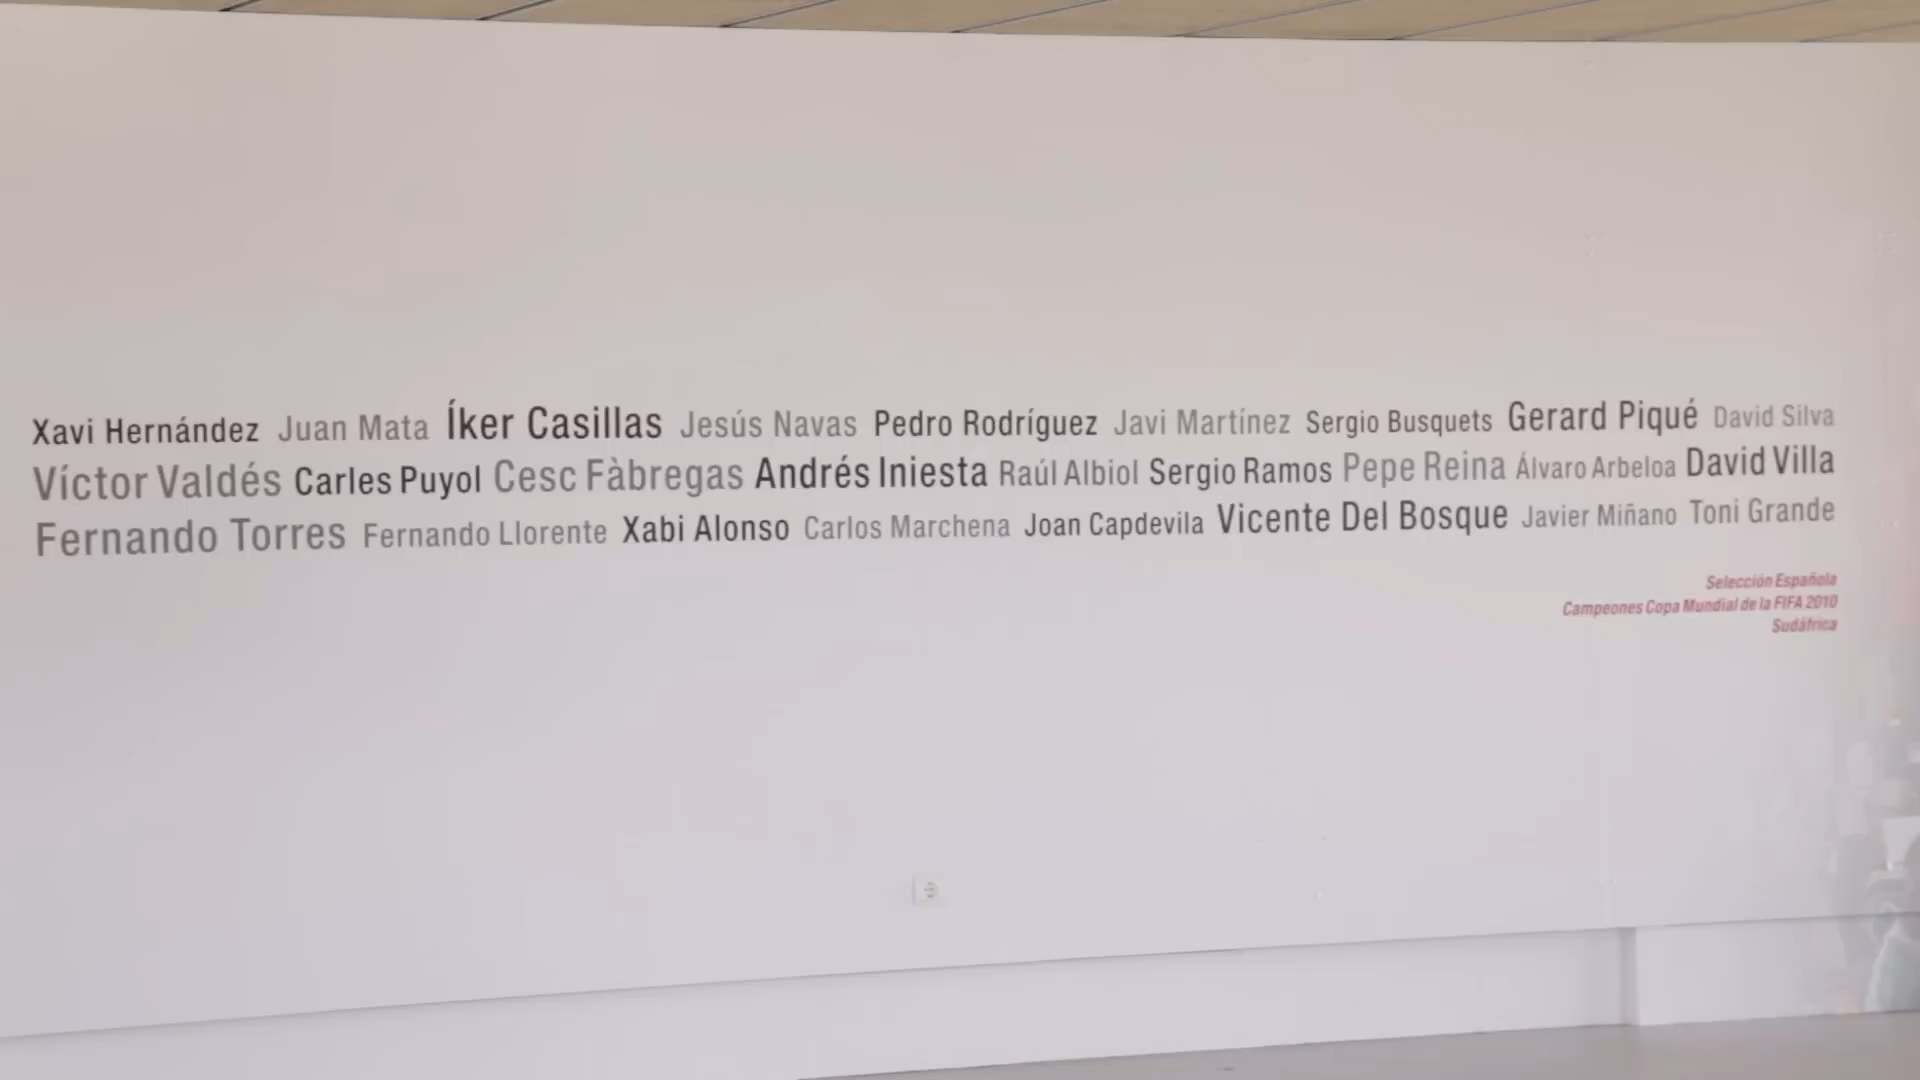 Xavi Hernández Juan Mata Íker Casillas Jesús Navas Pedro Rodríguez Javi Martínez Sergio Busquets Gerard Piqué David Silva
Víctor Valdés Carles Puyol Cesc Fàbregas Andrés Iniesta Raúl Albiol Sergio Ramos Pepe Reina Álvaro Arbeloa David Villa
Fernando Torres Fernando Llorente Xabi Alonso Carlos Marchena Joan Capdevila Vicente Del Bosque Javier Miñano Toni Grande
Selección Española
Campeones Copa Mundial de la FIFA 2010
Sudáfrica